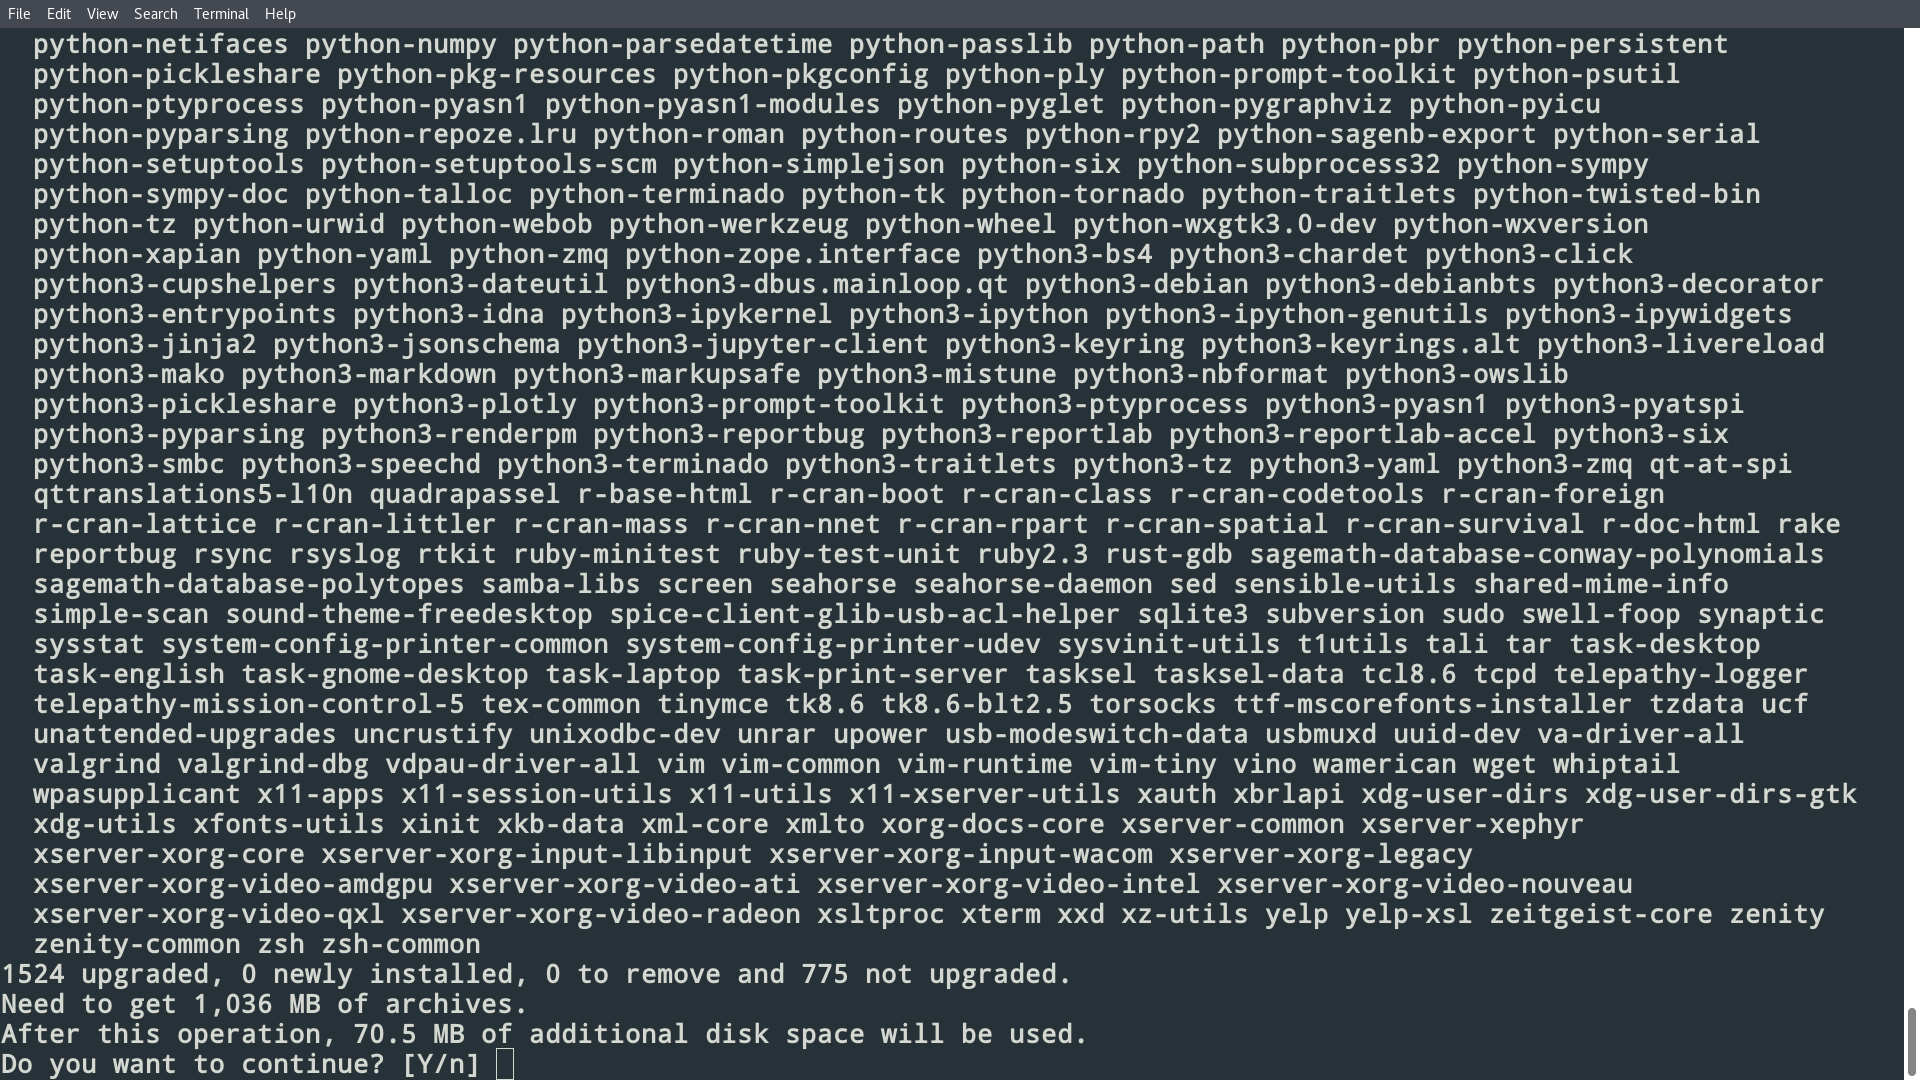 File Edit View Search Terminal Help
python-netifaces python-numpy python-parsedatetime python-passlib python-path python-pbr python-persistent
python-pickleshare python-pkg-resources python-pkgconfig python-ply python-prompt-toolkit python-psutil
python-ptyprocess python-pyasn1 python-pyasn1-modules python-pyglet python-pygraphviz python-pyicu
python-pyparsing python-repoze.lru python-roman python-routes python-rpy2 python-sagenb-export python-serial
python-setuptools python-setuptools-scm python-simplejson python-six python-subprocess32 python-sympy
python-sympy-doc python-talloc python-terminado python-tk python-tornado python-traitlets python-twisted-bin
python-tz python-urwid python-webob python-werkzeug python-wheel python-wxgtk3.0-dev python-wxversion
python-xapian python-yaml python-zmq python-zope.interface python3-bs4 python3-chardet python3-click
python3-cupshelpers python3-dateutil python3-dbus.mainloop.qt python3-debian python3-debianbts python3-decorator
python3-entrypoints python3-idna python3-ipykernel python3-ipython python3-ipython-genutils python3-ipywidgets
python3-jinja2 python3-jsonschema python3-jupyter-client python3-keyring python3-keyrings.alt python3-livereload
python3-mako python3-markdown python3-markupsafe python3-mistune python3-nbformat python3-owslib
python3-pickleshare python3-plotly python3-prompt-toolkit python3-ptyprocess python3-pyasn1 python3-pyatspi
python3-pyparsing python3-renderpm python3-reportbug python3-reportlab python3-reportlab-accel python3-six
python3-smbc python3-speechd python3-terminado python3-traitlets python3-tz python3-yaml python3-zmq qt-at-spi
qttranslations5-l10n quadrapassel r-base-html r-cran-boot r-cran-class r-cran-codetools r-cran-foreign
r-cran-lattice r-cran-littler r-cran-mass r-cran-nnet r-cran-rpart r-cran-spatial r-cran-survival r-doc-html rake
reportbug rsync rsyslog rtkit ruby-minitest ruby-test-unit ruby2.3 rust-gdb sagemath-database-conway-polynomials
sagemath-database-polytopes samba-libs screen seahorse seahorse-daemon sed sensible-utils shared-mime-info
simple-scan sound-theme-freedesktop spice-client-glib-usb-acl-helper sqlite3 subversion sudo swell-foop synaptic
sysstat system-config-printer-common system-config-printer-udev sysvinit-utils t1utils tali tar task-desktop
task-english task-gnome-desktop task-laptop task-print-server tasksel tasksel-data tcl8.6 tcpd telepathy-logger
telepathy-mission-control-5 tex-common tinymce tk8.6 tk8.6-blt2.5 torsocks ttf-mscorefonts-installer tzdata ucf
unattended-upgrades uncrustify unixodbc-dev unrar upower usb-modeswitch-data usbmuxd uuid-dev va-driver-all
valgrind valgrind-dbg vdpau-driver-all vim vim-common vim-runtime vim-tiny vino wamerican wget whiptail
wpasupplicant x11-apps x11-session-utils x11-utils x11-xserver-utils xauth xbrlapi xdg-user-dirs xdg-user-dirs-gtk
xdg-utils xfonts-utils xinit xkb-data xml-core xmlto xorg-docs-core xserver-common xserver-xephyr
xserver-xorg-core xserver-xorg-input-libinput xserver-xorg-input-wacom xserver-xorg-legacy
xserver-xorg-video-amdgpu xserver-xorg-video-ati xserver-xorg-video-intel xserver-xorg-video-nouveau
xserver-xorg-video-qxl xserver-xorg-video-radeon xsltproc xterm xxd xz-utils yelp yelp-xsl zeitgeist-core zenity
zenity-common zsh zsh-common
1524 upgraded, 0 newly installed, 0 to remove and 775 not upgraded.
Need to get 1,036 MB of archives.
After this operation, 70.5 MB of additional disk space will be used.
Do you want to continue? [Y/n]